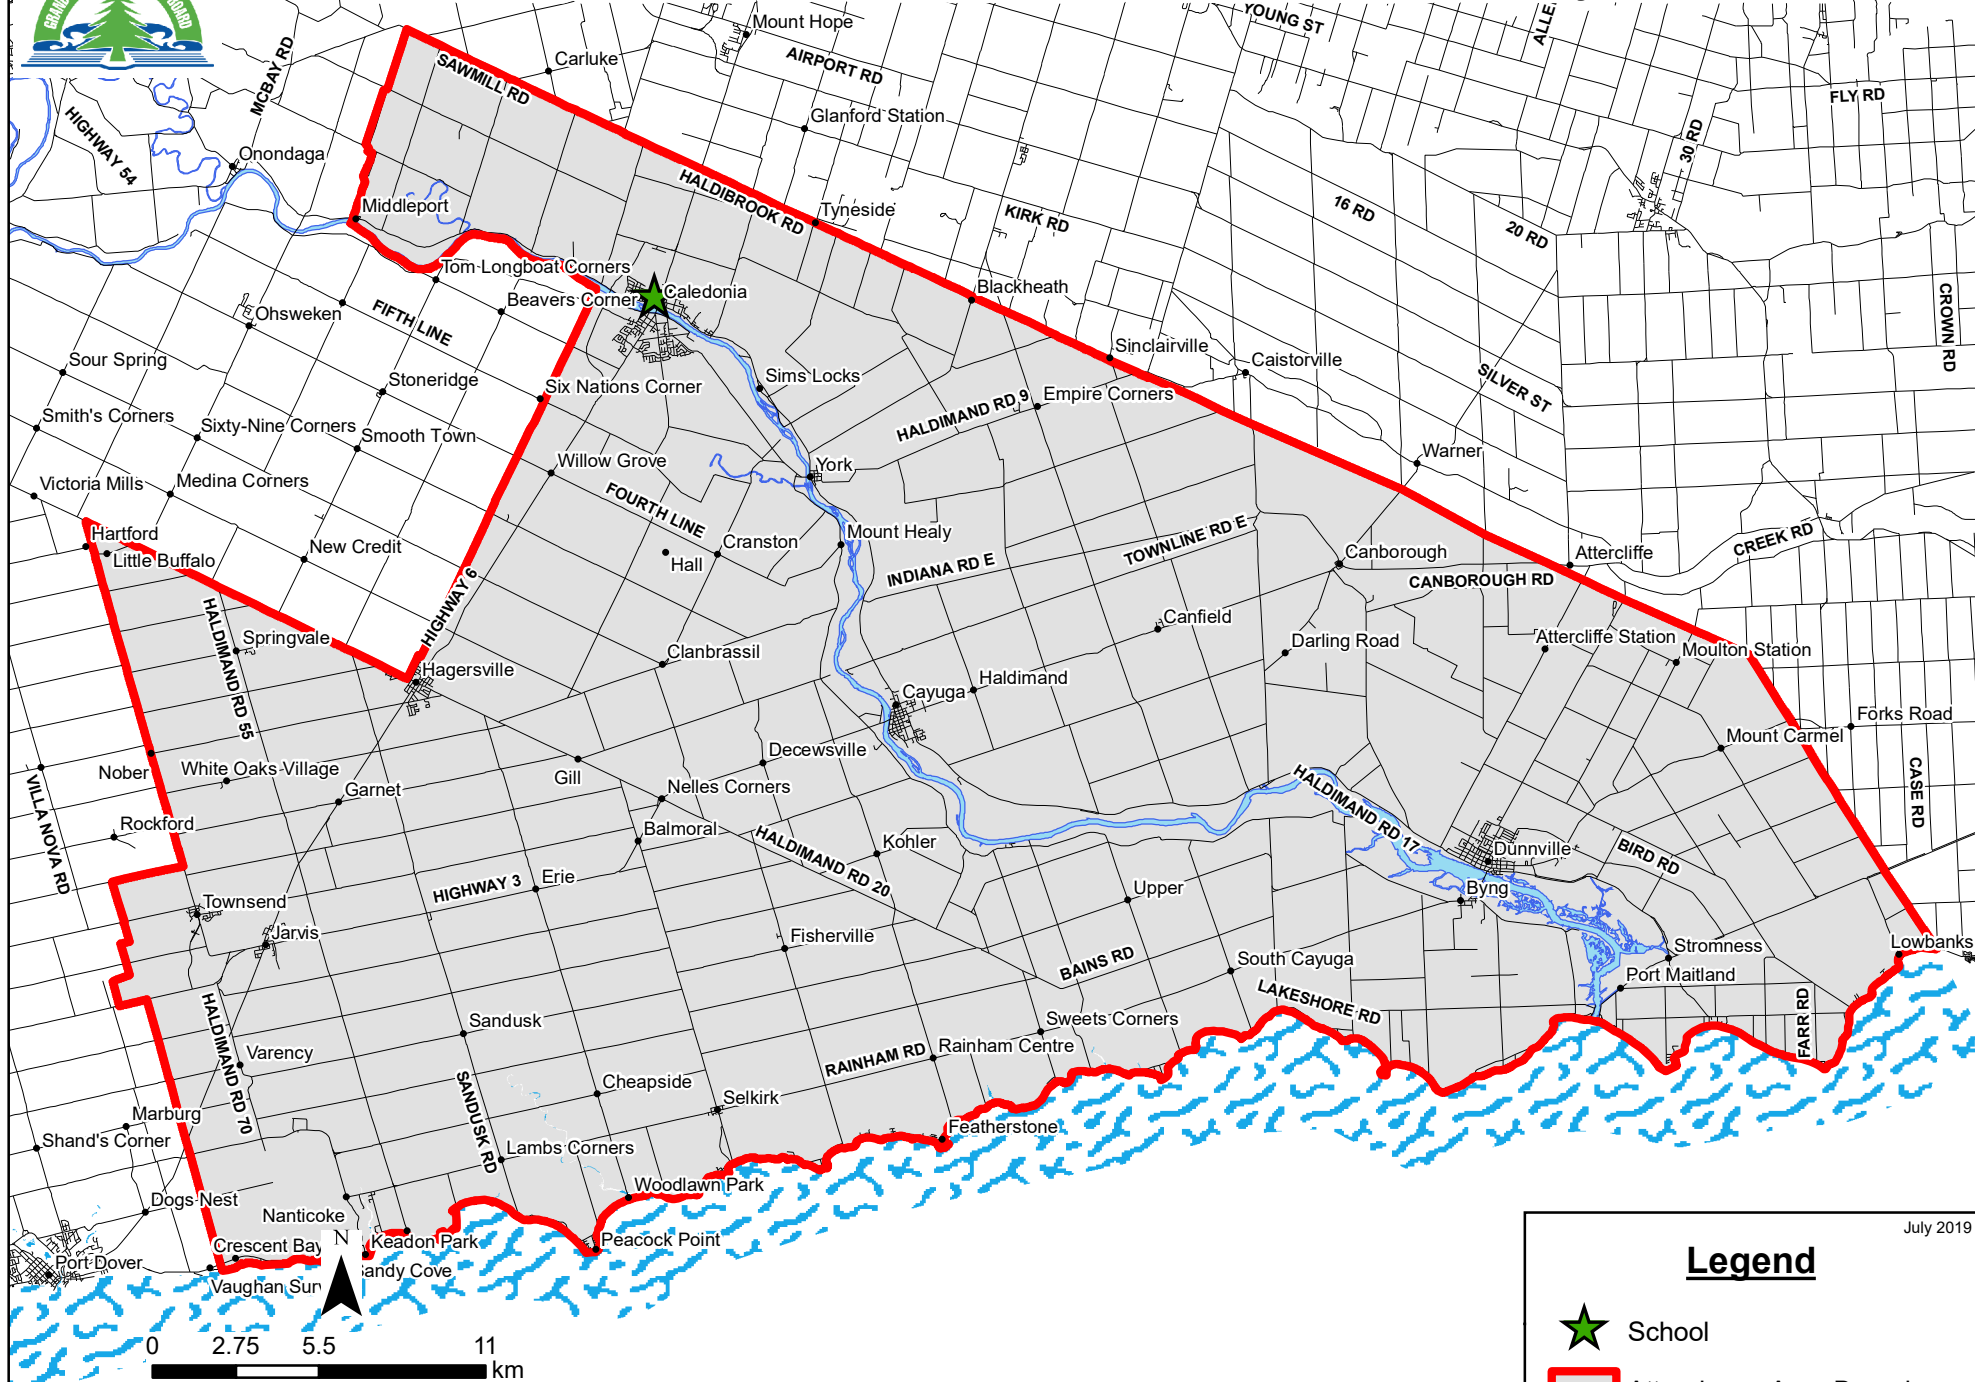 GRAND
BOARD
YOUNG ST
Mount Hope
Carluke
SAWMILL RD
AIRPORT RD
MCBAY RD
FLY RD
HIGHWAY 54
Glanford Station
30 RD
Onondaga
Middleport
HALDIBROOK RD
Tyneside
KIRK RD
16 RD
20 RD
Tom Longboat Corners
Beavers Corner
Caledonia
Blackheath
CROWN RD
Ohsweken
FIFTH LINE
Sinclairville
Caistorville
Sour Spring
Stoneridge
Six Nations Corner
Sims Locks
SILVER ST
HALDIMAND RD 9
Empire Corners
Smith's Corners
Sixty-Nine Corners
Smooth Town
Warner
Willow Grove
York
Victoria Mills
Medina Corners
FOURTH LINE
Hartford
Little Buffalo
New Credit
Hall
Cranston
Mount Healy
INDIANA RD E
TOWNLINE RD E
Canborough
CANBOROUGH RD
Attercliffe
CREEK RD
HIGHWAY 6
HALDIMAND RD 55
Springvale
Hagersville
Clanbrassil
Canfield
Darling Road
Attercliffe Station
Moulton Station
Cayuga
Haldimand
Forks Road
Mount Carmel
Nober
White Oaks Village
Garnet
Gill
Decewsville
Nelles Corners
VILLA NOVA RD
Rockford
Balmoral
HALDIMAND RD 20
Kohler
HALDIMAND RD 17
CASE RD
Dunnville
BIRD RD
Townsend
HIGHWAY 3
Erie
Upper
Byng
Jarvis
Fisherville
BAINS RD
South Cayuga
Stromness
Lowbanks
Port Maitland
HALDIMAND RD 70
Sandusk
LAKESHORE RD
FARR RD
Varency
RAINHAM RD
Sweets Corners
Rainham Centre
SANDUSK RD
Cheapside
Selkirk
Marburg
Shand's Corner
Lambs Corners
Featherstone
Dogs Nest
Woodlawn Park
Nanticoke
Crescent Bay
Keadon Park
Peacock Point
Port Dover
Vaughan Sur
Sandy Cove
N
0 2.75 5.5 11
km
July 2019
Legend
School